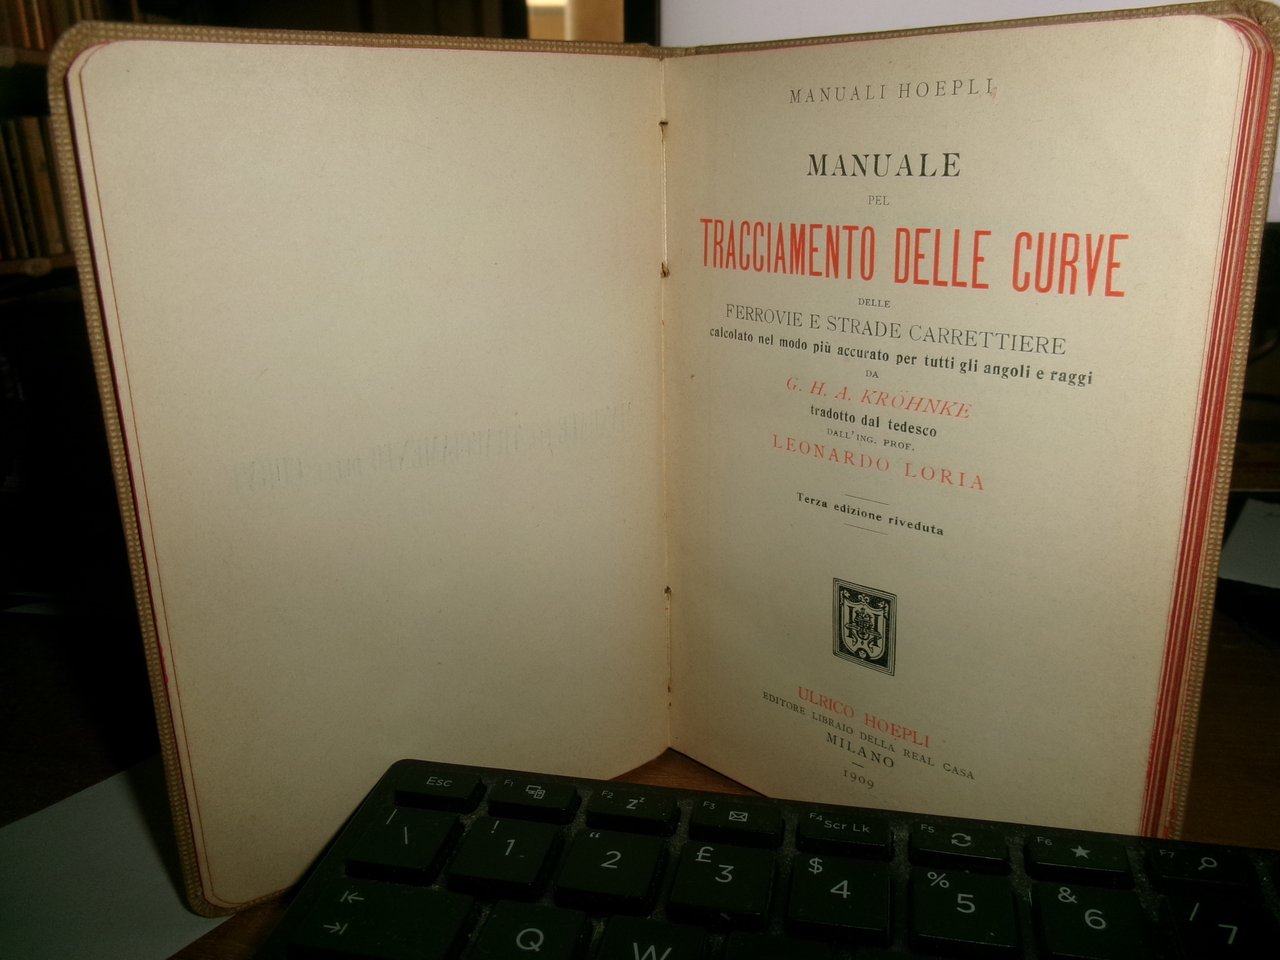 MANUALI HOEPLI
MANUALE
PEL
TRACCIAMENTO DELLE CURVE
DELLE
FERROVIE E STRADE CARRETTIERE
calcolato nel modo più accurato per tutti gli angoli e raggi
DA
G. H. A. KRÖHNKE
tradotto dal tedesco
DALL'ING. PROF.
LEONARDO LORIA
Terza edizione riveduta
ULRICO HOEPLI
EDITORE LIBRAIO DELLA REAL CASA
MILANO
1909
Esc F1 F2 Zzz F3 F4 Scr Lk F5 F6 F7
| \ ! 1 " 2 £ 3 $ 4 % 5 & 6 / 7
Q W